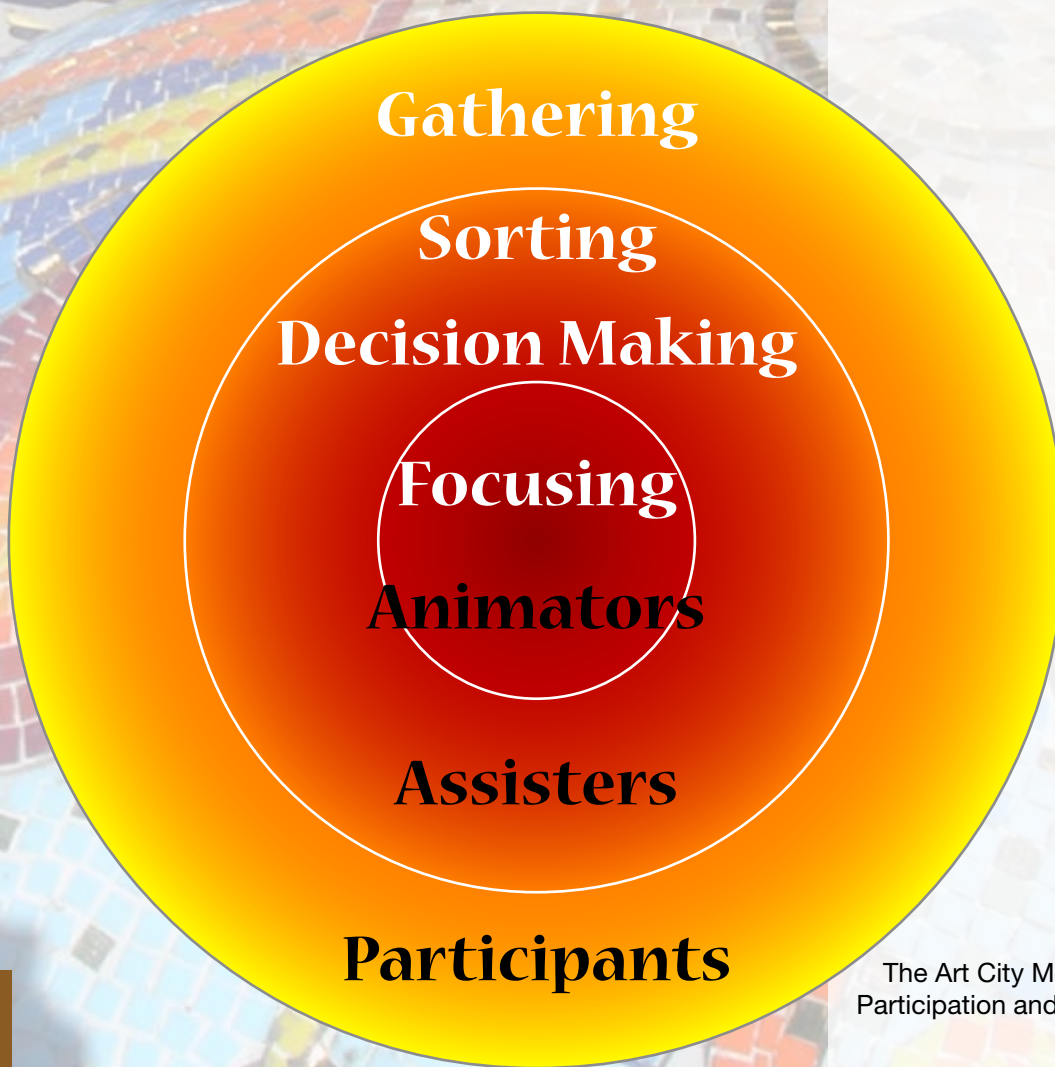 Gathering
Sorting
Decision Making
Focusing
Animators
Assisters
Participants
The Art City M
Participation and